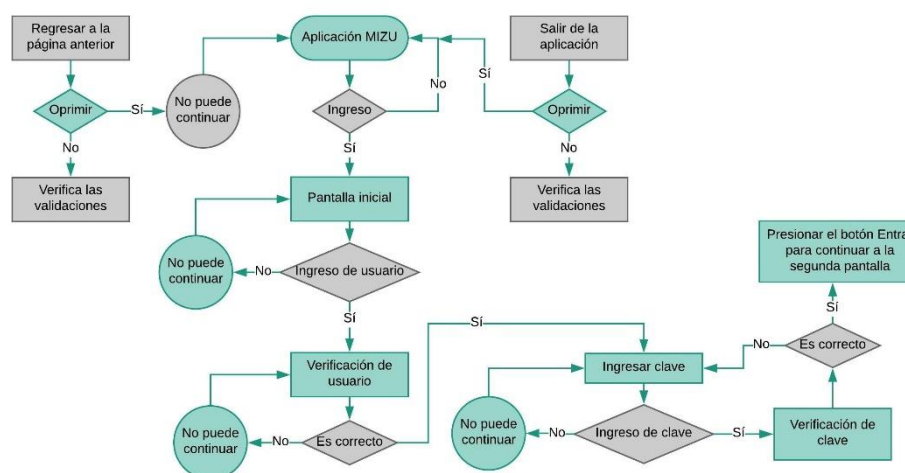 Regresar a la
página anterior
Aplicación MIZU
Salir de la
aplicación
Oprimir
Sí
No puede
continuar
Ingreso
No
Sí
Oprimir
No
Sí
No
Verifica las
validaciones
Pantalla inicial
Verifica las
validaciones
No puede
continuar
No
Ingreso de usuario
Presionar el botón Entra
para continuar a la
segunda pantalla
Sí
Sí
Sí
Verificación de
usuario
Ingresar clave
No
Es correcto
No puede
continuar
No
Es correcto
No puede
continuar
No
Ingreso de clave
Sí
Verificación de
clave